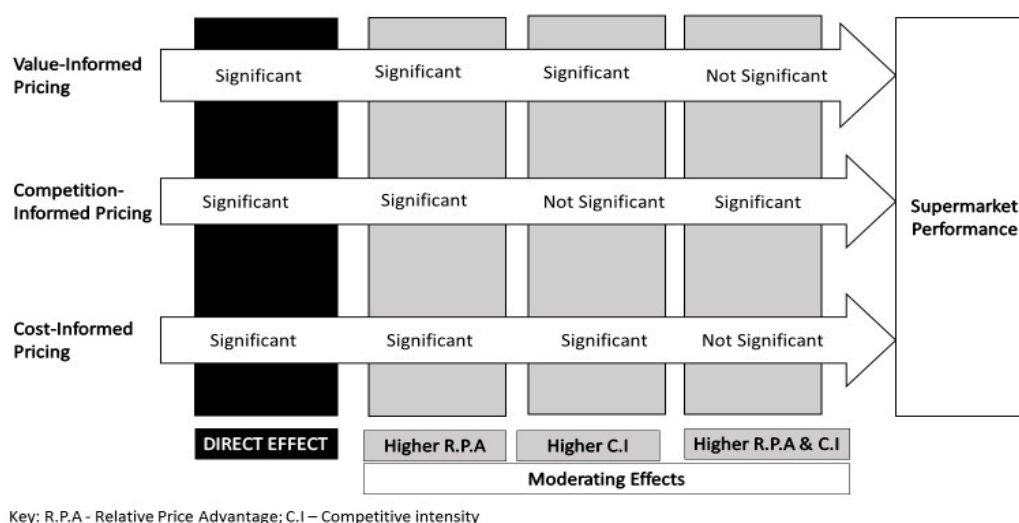 Value-Informed
Pricing
Significant
Significant
Significant
Not Significant
Competition-
Informed Pricing
Significant
Significant
Not Significant
Significant
Supermarket
Performance
Cost-Informed
Pricing
Significant
Significant
Significant
Not Significant
DIRECT EFFECT
Higher R.P.A
Higher C.I
Higher R.P.A & C.I
Moderating Effects
Key: R.P.A - Relative Price Advantage; C.I – Competitive intensity